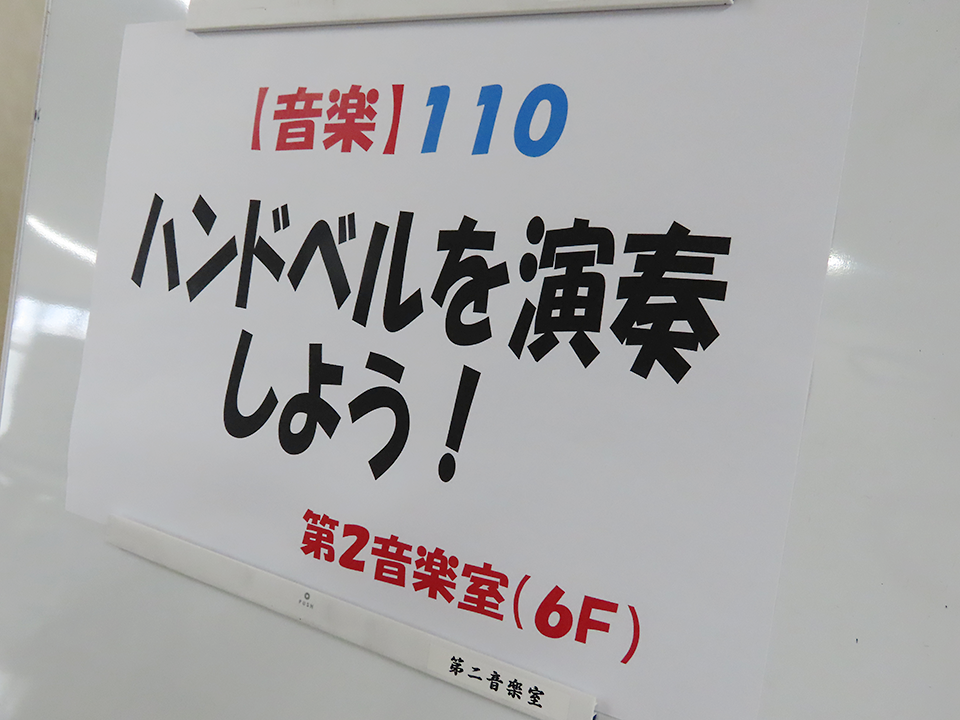 【音楽】110
ハンドベルを演奏
しよう!
第2音楽室(6F)
PUSH
第二音楽室